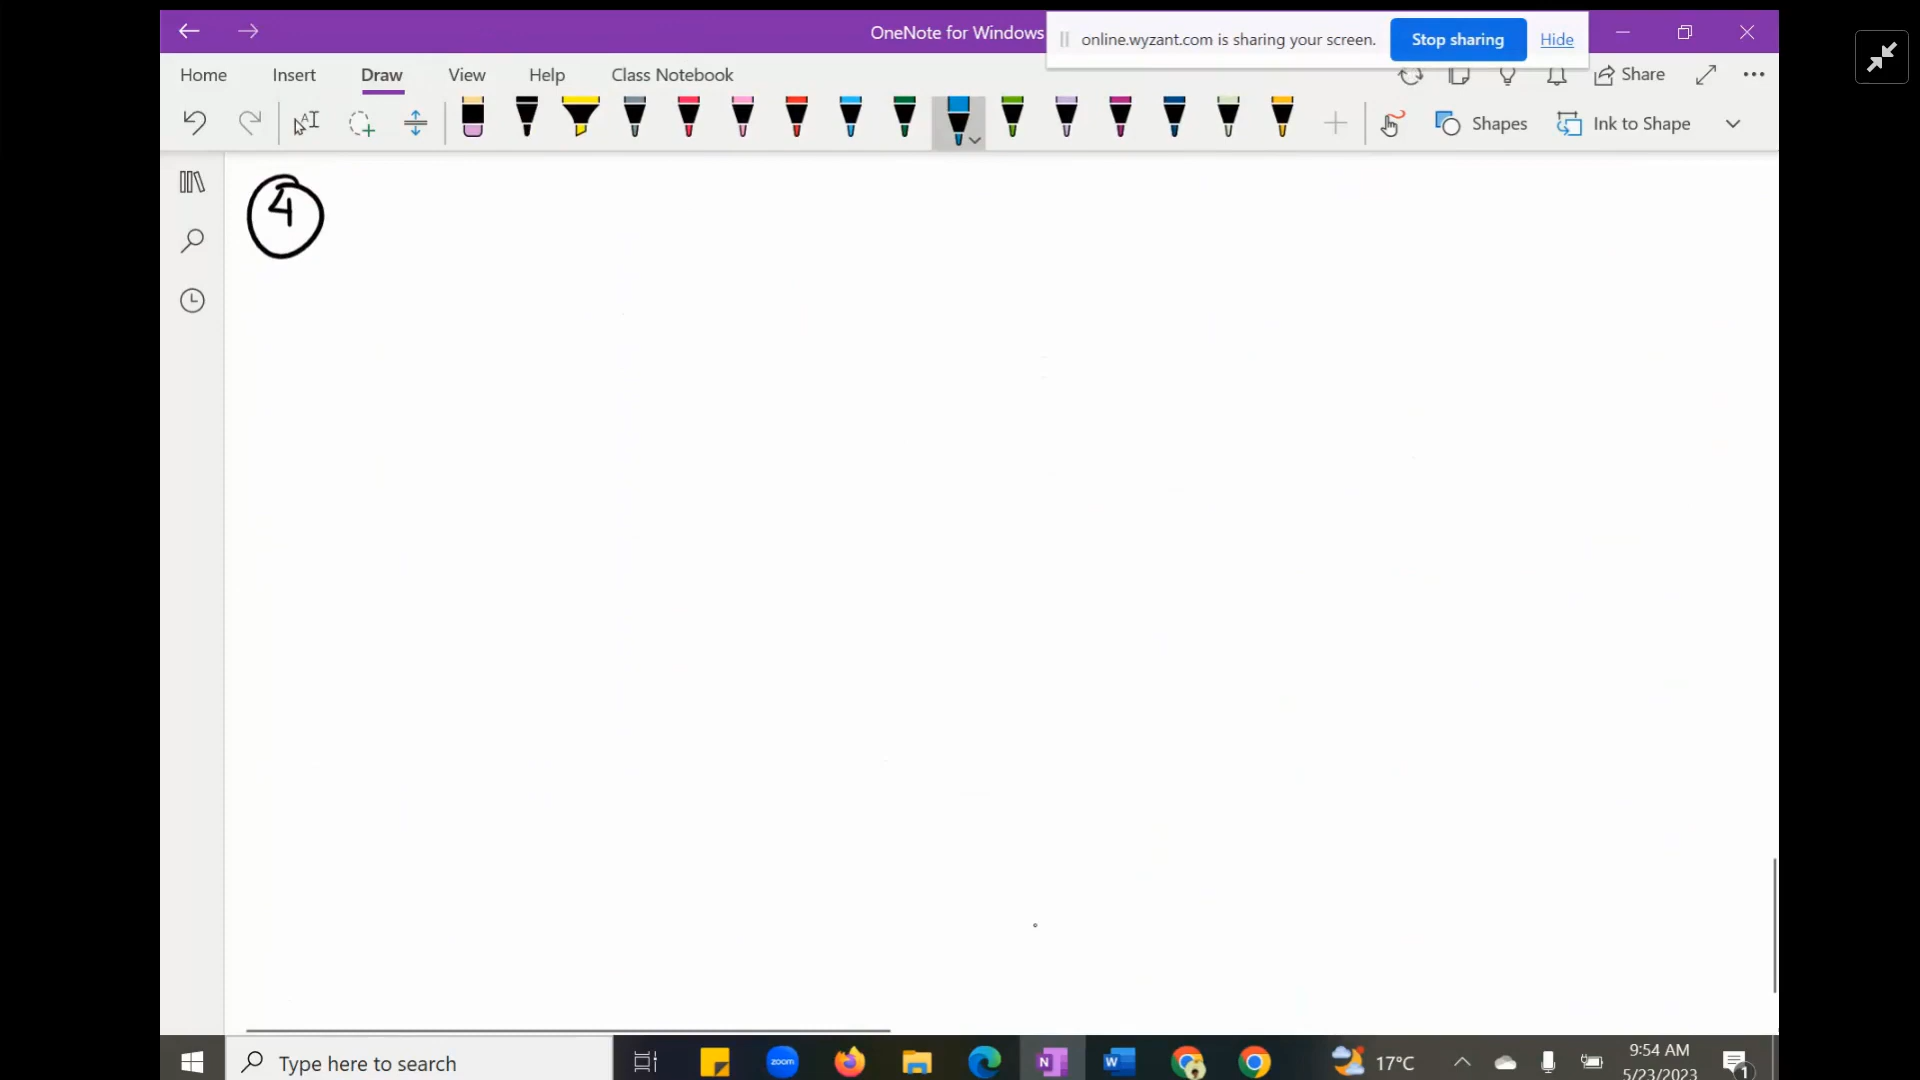 OneNote for Windows
online.wyzant.com is sharing your screen. Stop sharing Hide
Home Insert Draw View Help Class Notebook Share
Shapes Ink to Shape
4
Type here to search
zoom
17°C
9:54 AM
5/23/2023
1